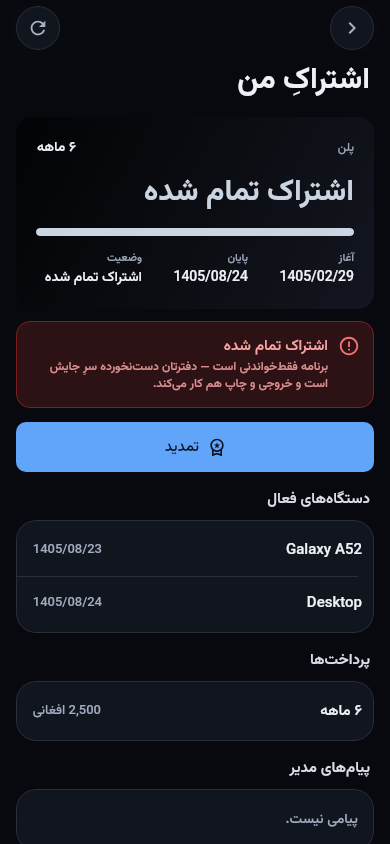 اشتراکِ من
پلن
۶ ماهه
اشتراک تمام شده
آغاز
پایان
وضعیت
1405/02/29
1405/08/24
اشتراک تمام شده
اشتراک تمام شده
برنامه فقط‌خواندنی است — دفترتان دست‌نخورده سرِ جایش
است و خروجی و چاپ هم کار می‌کند.
تمدید
دستگاه‌های فعال
Galaxy A52
1405/08/23
Desktop
1405/08/24
پرداخت‌ها
۶ ماهه
2,500 افغانی
پیام‌های مدیر
پیامی نیست.